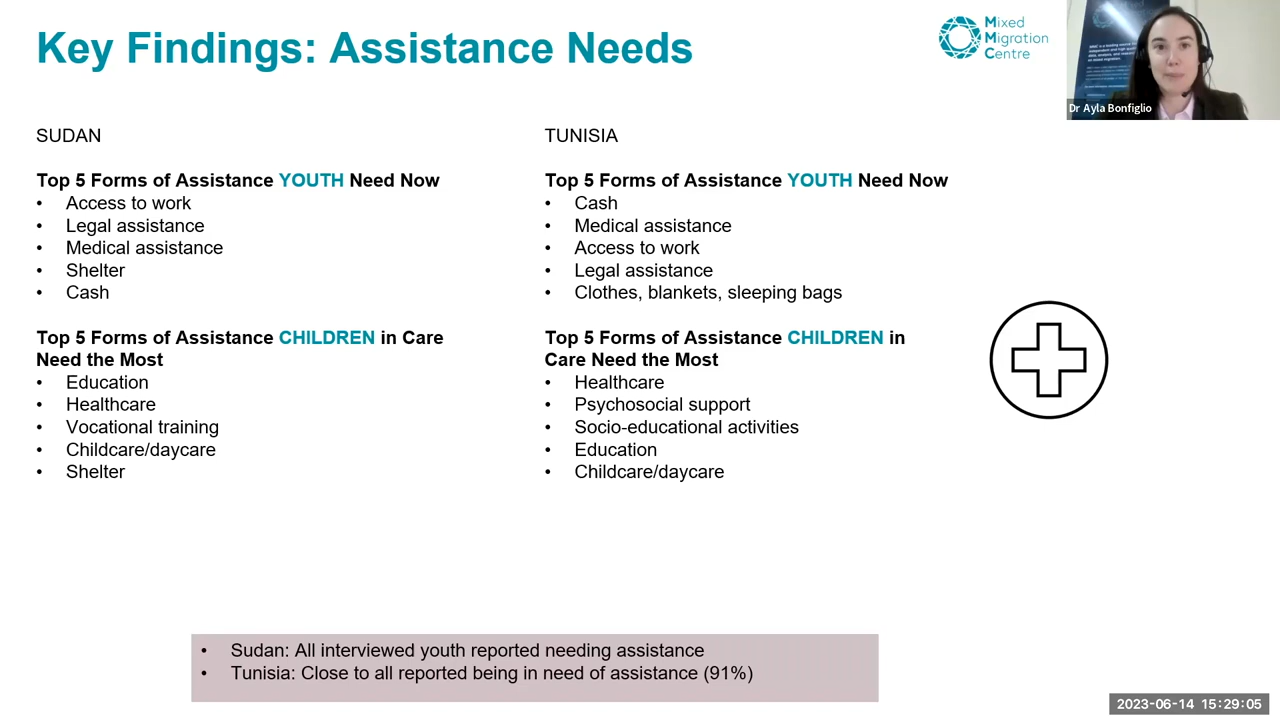 Key Findings: Assistance Needs
Mixed
Migration
Centre
Dr Ayla Bonfiglio
SUDAN
Top 5 Forms of Assistance YOUTH Need Now
• Access to work
• Legal assistance
• Medical assistance
• Shelter
• Cash
Top 5 Forms of Assistance CHILDREN in Care
Need the Most
• Education
• Healthcare
• Vocational training
• Childcare/daycare
• Shelter
TUNISIA
Top 5 Forms of Assistance YOUTH Need Now
• Cash
• Medical assistance
• Access to work
• Legal assistance
• Clothes, blankets, sleeping bags
Top 5 Forms of Assistance CHILDREN in
Care Need the Most
• Healthcare
• Psychosocial support
• Socio-educational activities
• Education
• Childcare/daycare
• Sudan: All interviewed youth reported needing assistance
• Tunisia: Close to all reported being in need of assistance (91%)
2023-06-14 15:29:05